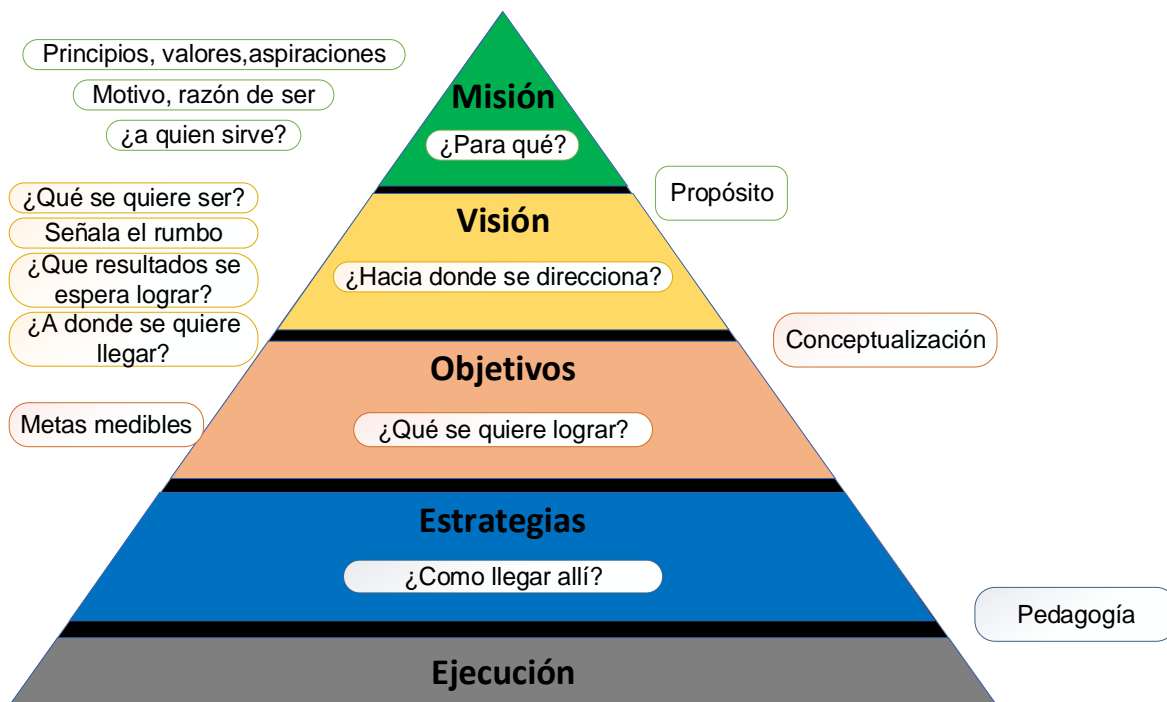 Principios, valores,aspiraciones
Motivo, razón de ser
¿a quien sirve?
Misión
¿Para qué?
Propósito
¿Qué se quiere ser?
Señala el rumbo
¿Que resultados se
espera lograr?
¿A donde se quiere
llegar?
Visión
¿Hacia donde se direcciona?
Conceptualización
Metas medibles
Objetivos
¿Qué se quiere lograr?
Estrategias
¿Como llegar allí?
Pedagogía
Ejecución